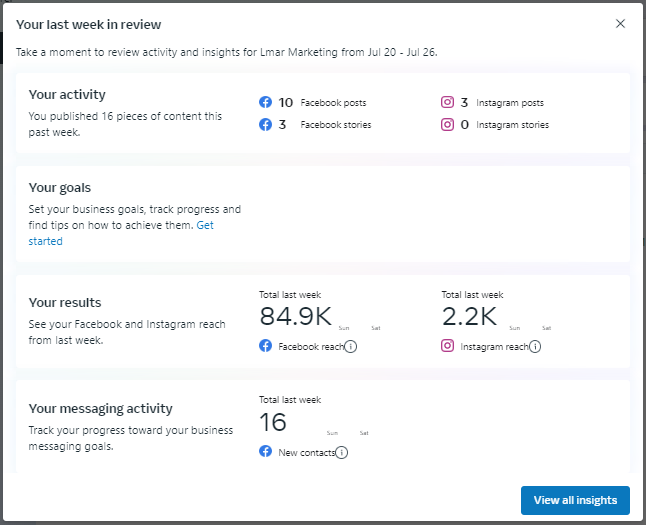 Your last week in review
Take a moment to review activity and insights for Lmar Marketing from Jul 20 - Jul 26.
Your activity
You published 16 pieces of content this
past week.
10 Facebook posts
3 Instagram posts
3 Facebook stories
0 Instagram stories
Your goals
Set your business goals, track progress and
find tips on how to achieve them. Get
started
Your results
See your Facebook and Instagram reach
from last week.
Total last week
84.9K
Sun Sat
Facebook reach
Total last week
2.2K
Sun Sat
Instagram reach
Your messaging activity
Track your progress toward your business
messaging goals.
Total last week
16
Sun Sat
New contacts
View all insights